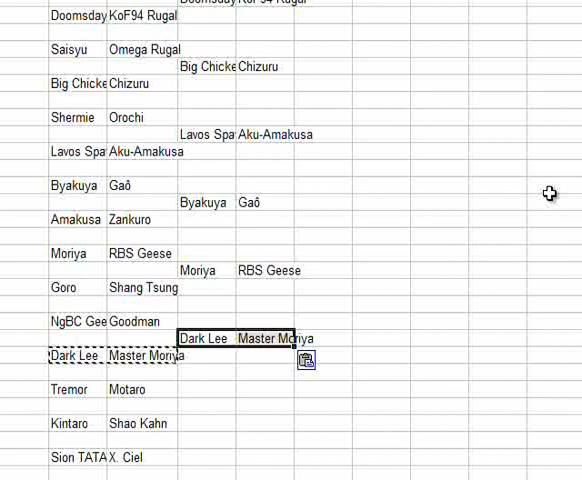 Doomsday KoF94 Rugal
Doomsday KoF94 Rugal
Saisyu Omega Rugal
Big Chicke Chizuru
Big Chicke Chizuru
Shermie Orochi
Lavos Spa Aku-Amakusa
Lavos Spa Aku-Amakusa
Byakuya Gaô
Byakuya Gaô
Amakusa Zankuro
Moriya RBS Geese
Moriya RBS Geese
Goro Shang Tsung
NgBC Gee Goodman
Dark Lee Master Moriya
Dark Lee Master Moriya
Tremor Motaro
Kintaro Shao Kahn
Sion TATA X. Ciel